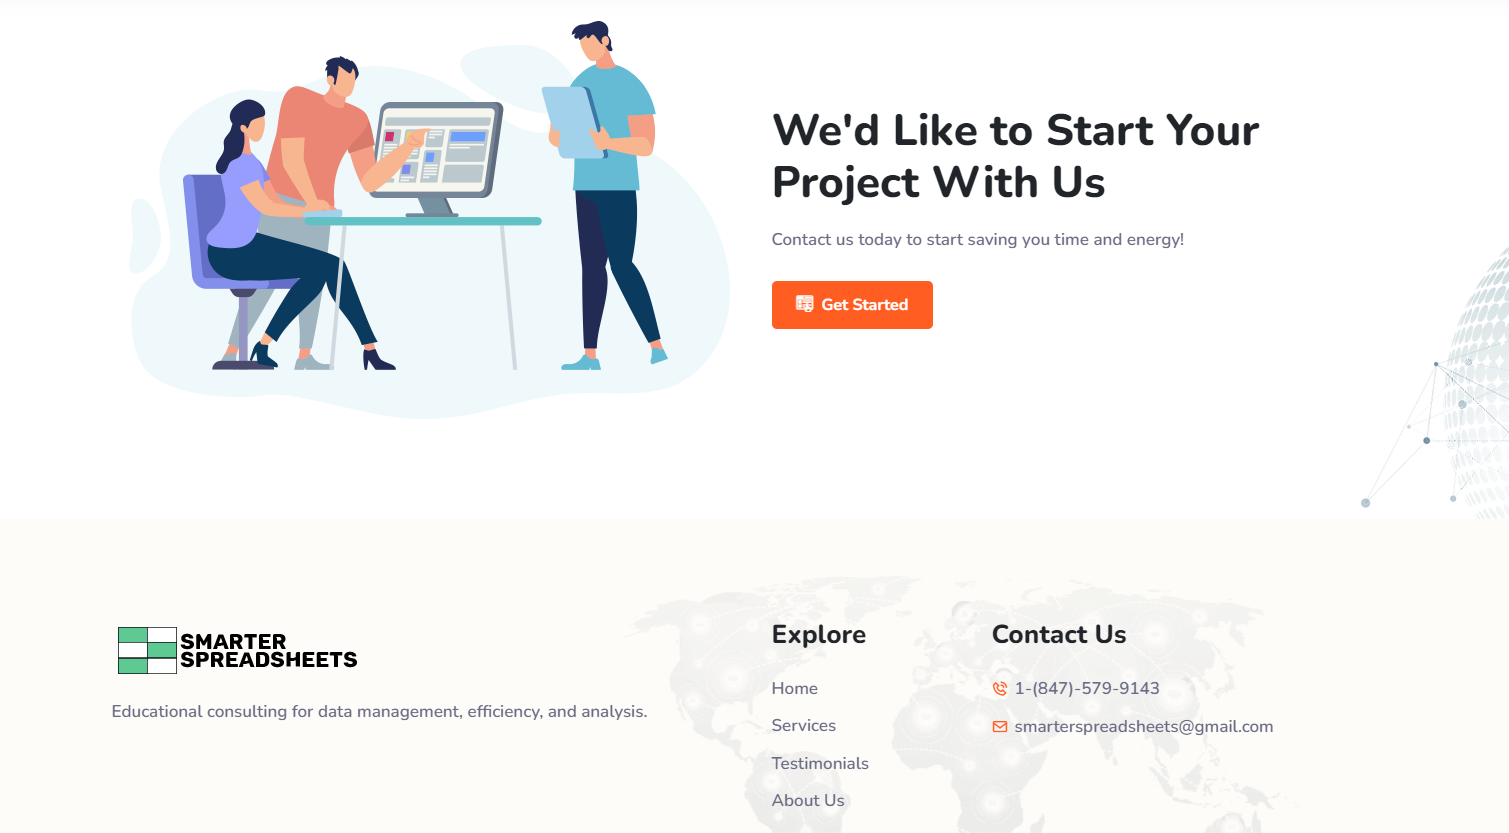 We'd Like to Start Your
Project With Us
Contact us today to start saving you time and energy!
Get Started
SMARTER
SPREADSHEETS
Educational consulting for data management, efficiency, and analysis.
Explore
Home
Services
Testimonials
About Us
Contact Us
1-(847)-579-9143
smarterspreadsheets@gmail.com